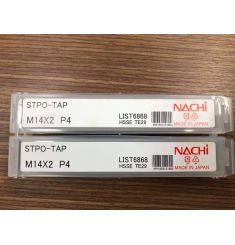 STPO-TAP
M14X2 P4
LIST6868
HSSE TE29
NACHi
MADE IN JAPAN
STPO-TAP
M14X2 P4
LIST6868
HSSE TE29
NACHi
MADE IN JAPAN